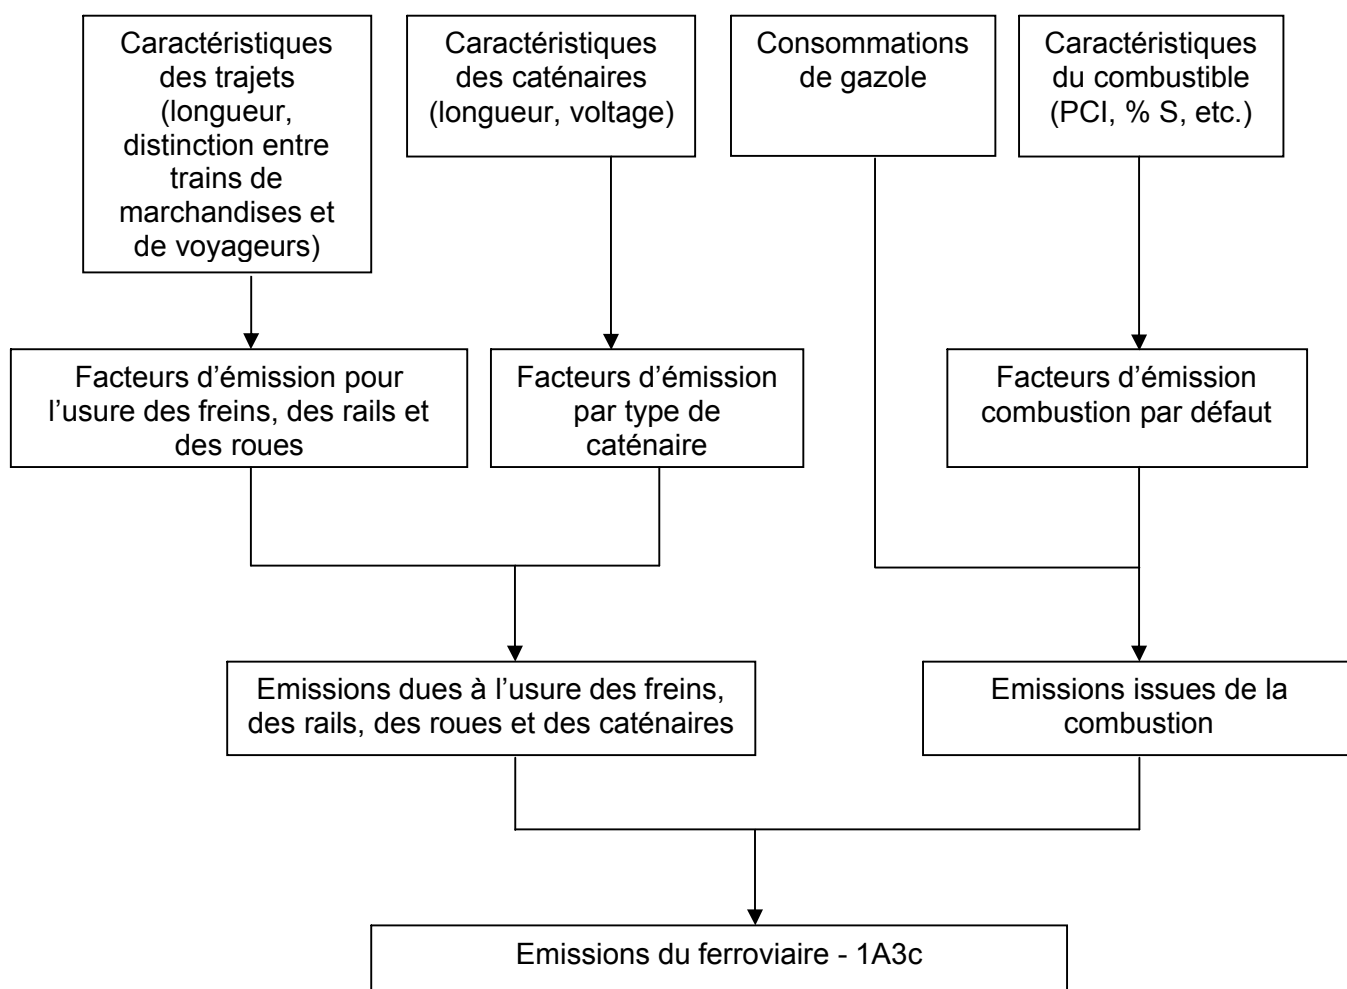 Caractéristiques
des trajets
(longueur,
distinction entre
trains de
marchandises et
de voyageurs)
Caractéristiques
des caténaires
(longueur, voltage)
Consommations
de gazole
Caractéristiques
du combustible
(PCI, % S, etc.)
Facteurs d’émission pour
l’usure des freins, des rails et
des roues
Facteurs d’émission
par type de
caténaire
Facteurs d’émission
combustion par défaut
Emissions dues à l’usure des freins,
des rails, des roues et des caténaires
Emissions issues de la
combustion
Emissions du ferroviaire - 1A3c